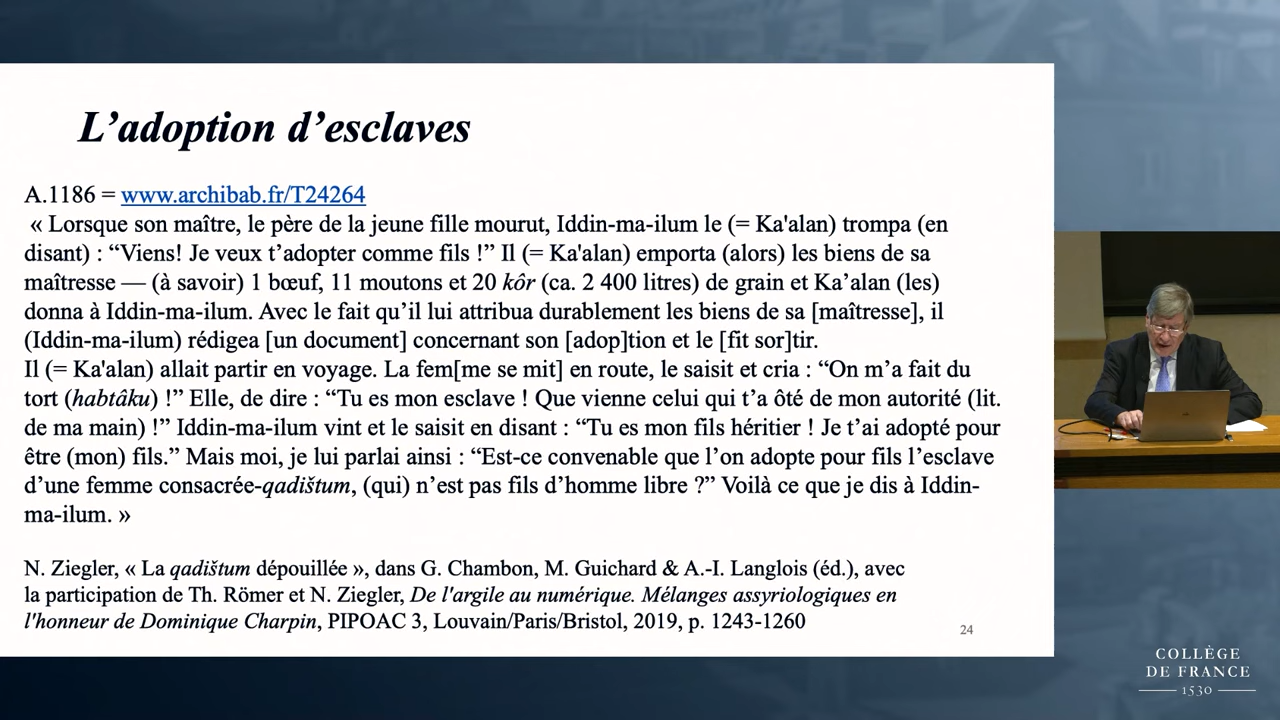 L’adoption d’esclaves
A.1186 = www.archibab.fr/T24264
« Lorsque son maître, le père de la jeune fille mourut, Iddin-ma-ilum le (= Ka'alan) trompa (en
disant) : “Viens! Je veux t’adopter comme fils !” Il (= Ka'alan) emporta (alors) les biens de sa
maîtresse — (à savoir) 1 bœuf, 11 moutons et 20 kôr (ca. 2 400 litres) de grain et Ka’alan (les)
donna à Iddin-ma-ilum. Avec le fait qu’il lui attribua durablement les biens de sa [maîtresse], il
(Iddin-ma-ilum) rédigea [un document] concernant son [adop]tion et le [fit sor]tir.
Il (= Ka'alan) allait partir en voyage. La fem[me se mit] en route, le saisit et cria : “On m’a fait du
tort (habtâku) !” Elle, de dire : “Tu es mon esclave ! Que vienne celui qui t’a ôté de mon autorité (lit.
de ma main) !” Iddin-ma-ilum vint et le saisit en disant : “Tu es mon fils héritier ! Je t’ai adopté pour
être (mon) fils.” Mais moi, je lui parlai ainsi : “Est-ce convenable que l’on adopte pour fils l’esclave
d’une femme consacrée-qadištum, (qui) n’est pas fils d’homme libre ?” Voilà ce que je dis à Iddin-
ma-ilum. »
N. Ziegler, « La qadištum dépouillée », dans G. Chambon, M. Guichard & A.-I. Langlois (éd.), avec
la participation de Th. Römer et N. Ziegler, De l'argile au numérique. Mélanges assyriologiques en
l'honneur de Dominique Charpin, PIPOAC 3, Louvain/Paris/Bristol, 2019, p. 1243-1260
24
COLLÈGE
DE FRANCE
1530